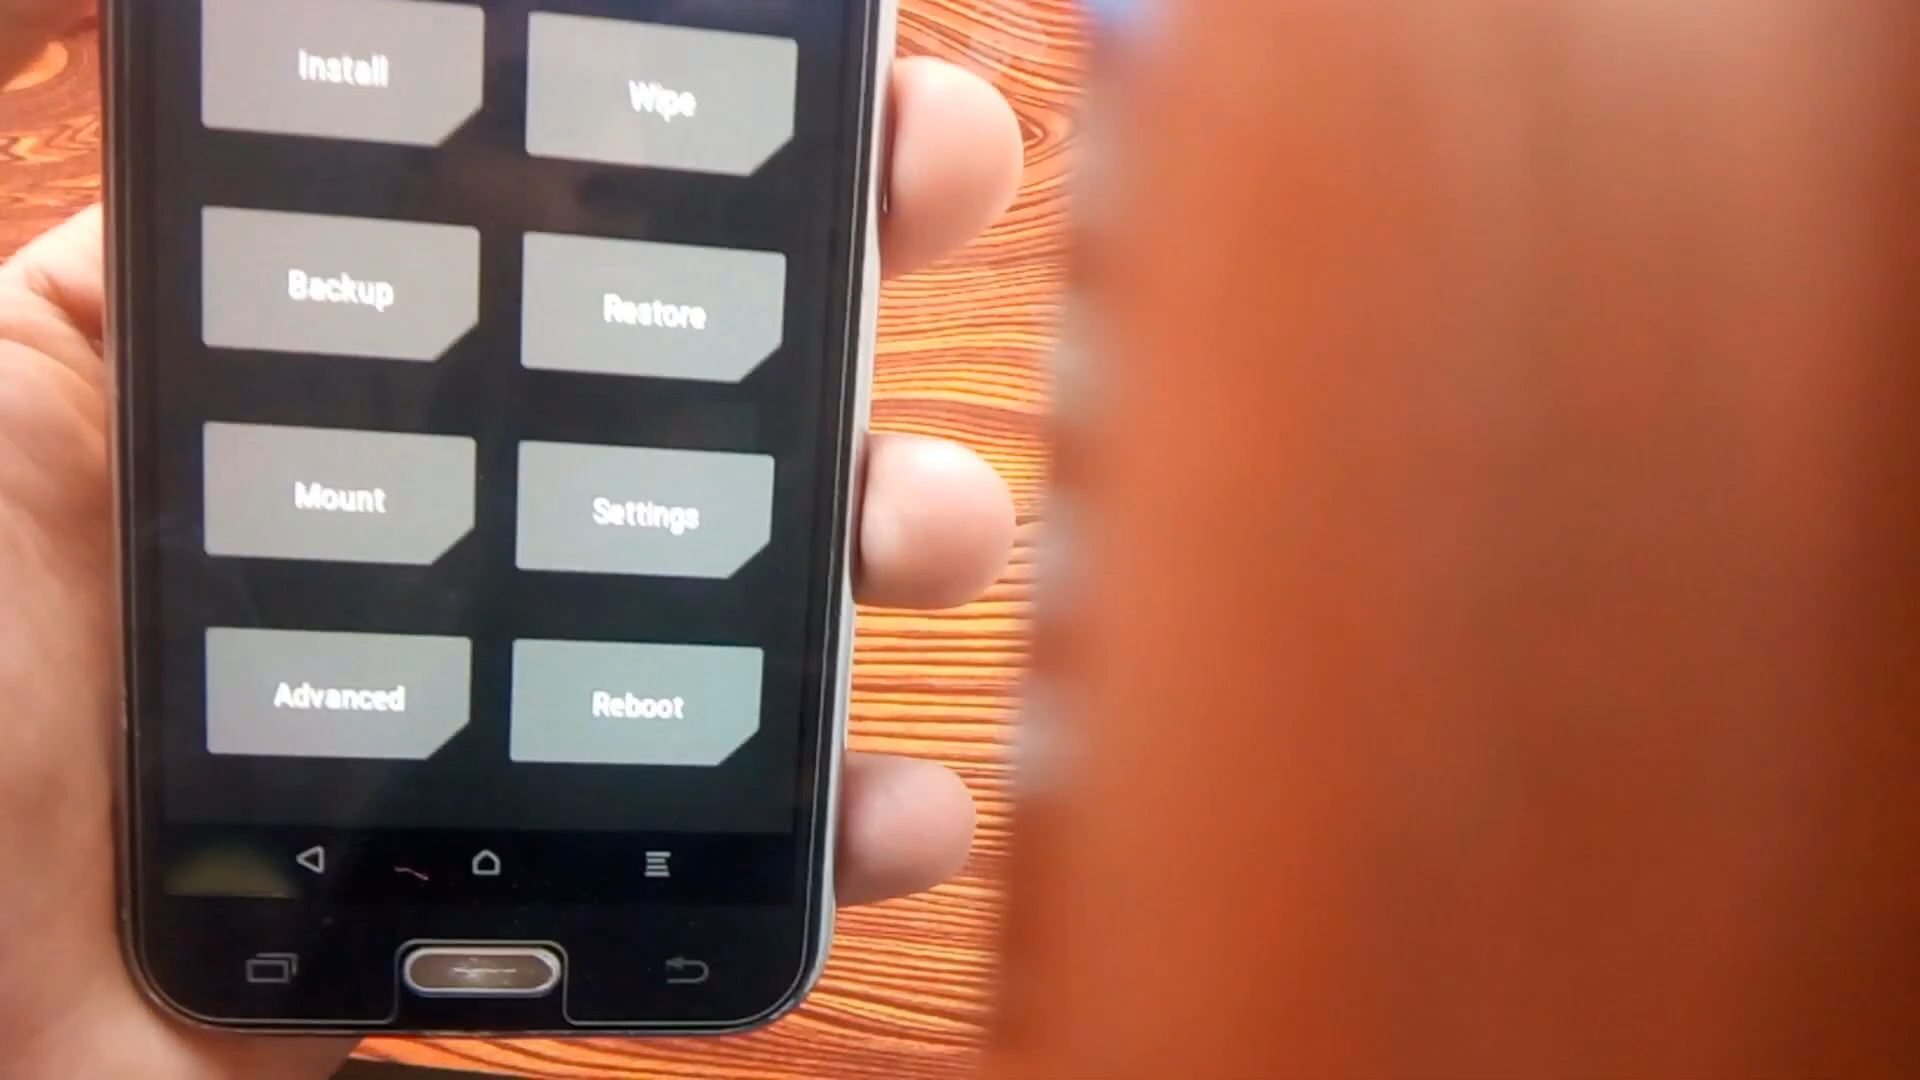 Install
Wipe
Backup
Restore
Mount
Settings
Advanced
Reboot